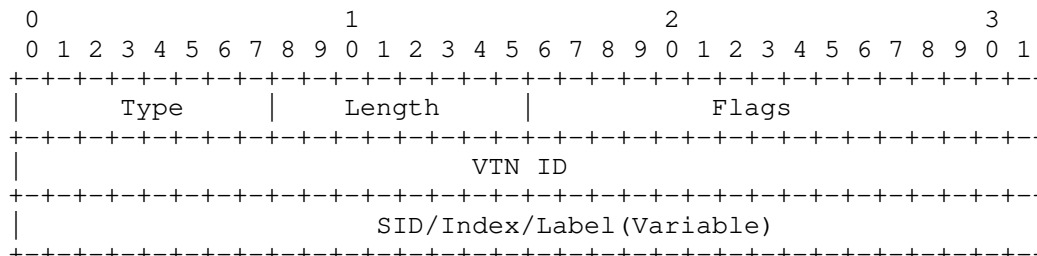 0                   1                   2                   3
 0 1 2 3 4 5 6 7 8 9 0 1 2 3 4 5 6 7 8 9 0 1 2 3 4 5 6 7 8 9 0 1
+-+-+-+-+-+-+-+-+-+-+-+-+-+-+-+-+-+-+-+-+-+-+-+-+-+-+-+-+-+-+-+-
|      Type     |    Length     |           Flags
+-+-+-+-+-+-+-+-+-+-+-+-+-+-+-+-+-+-+-+-+-+-+-+-+-+-+-+-+-+-+-+-
|                            VTN ID
+-+-+-+-+-+-+-+-+-+-+-+-+-+-+-+-+-+-+-+-+-+-+-+-+-+-+-+-+-+-+-+-
|                      SID/Index/Label(Variable)
+-+-+-+-+-+-+-+-+-+-+-+-+-+-+-+-+-+-+-+-+-+-+-+-+-+-+-+-+-+-+-+-